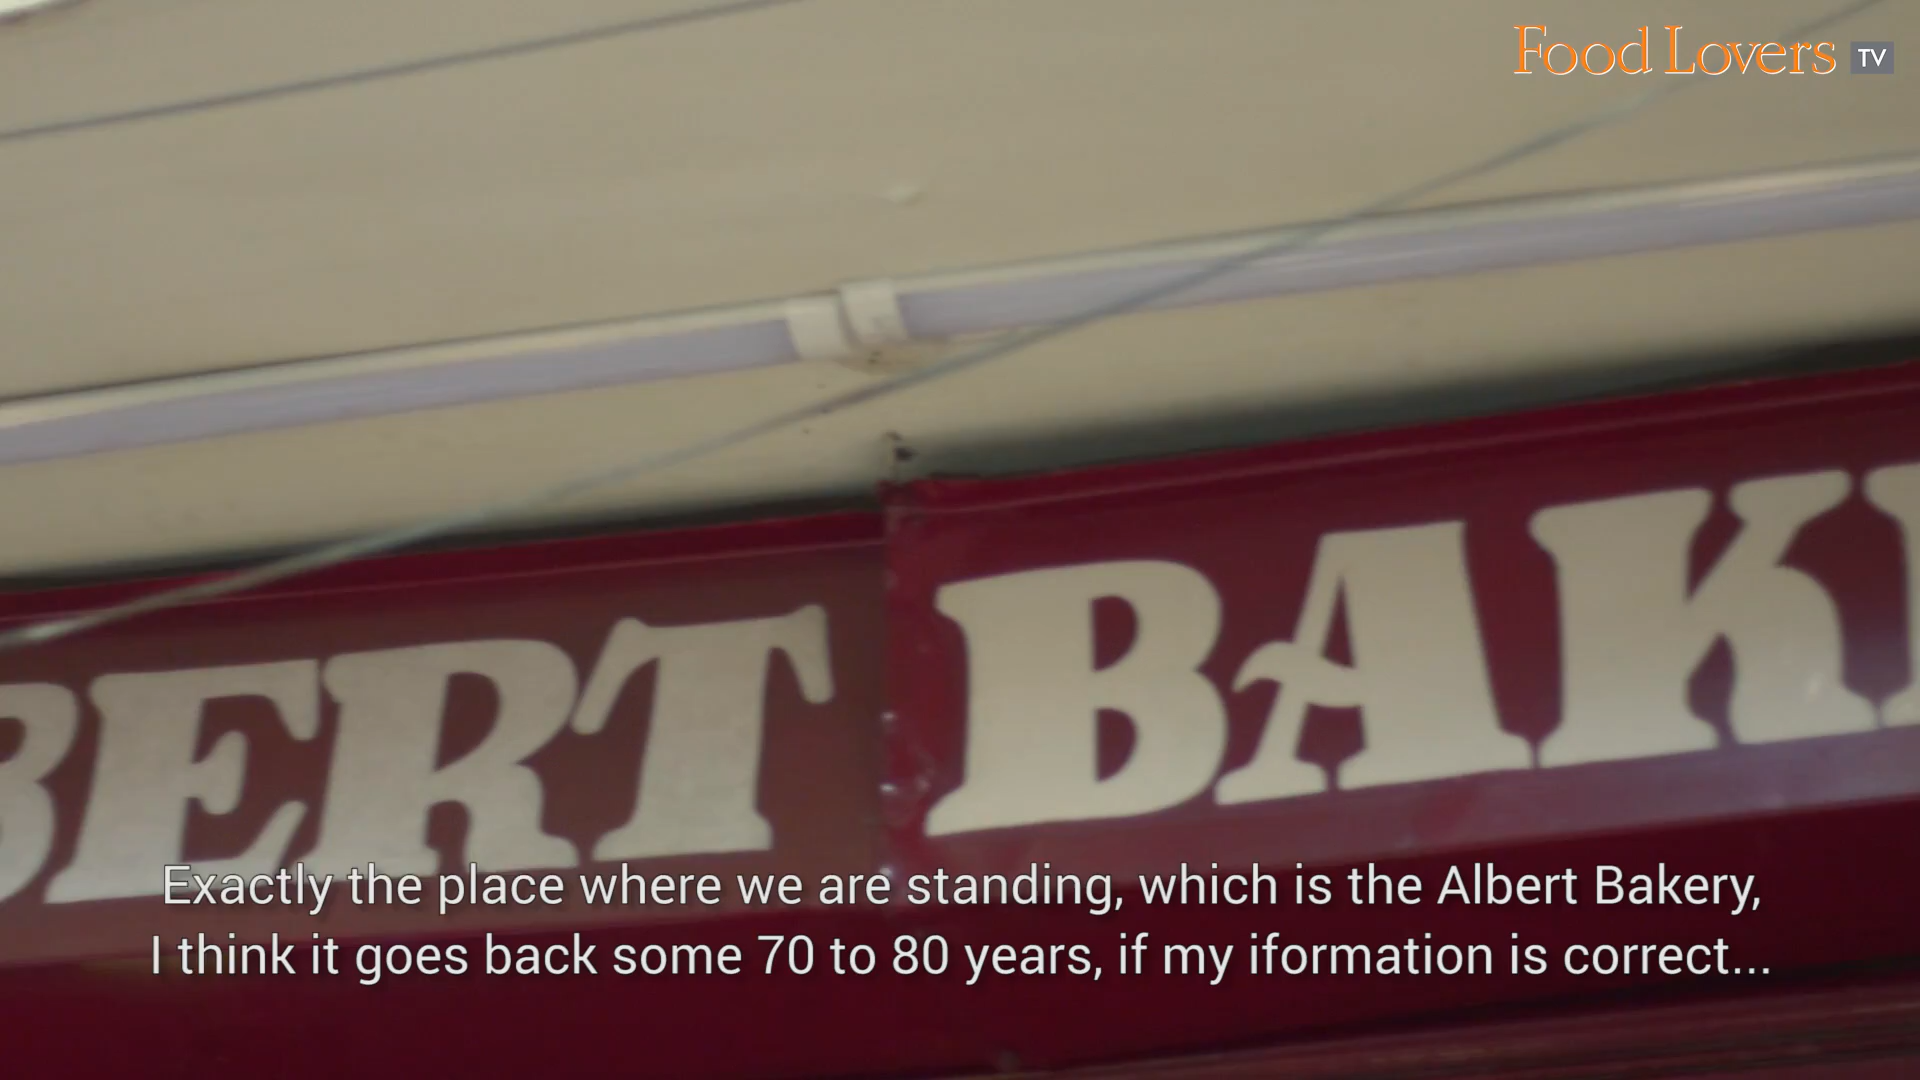 Food Lovers TV
BERT BAK
Exactly the place where we are standing, which is the Albert Bakery,
I think it goes back some 70 to 80 years, if my iformation is correct...